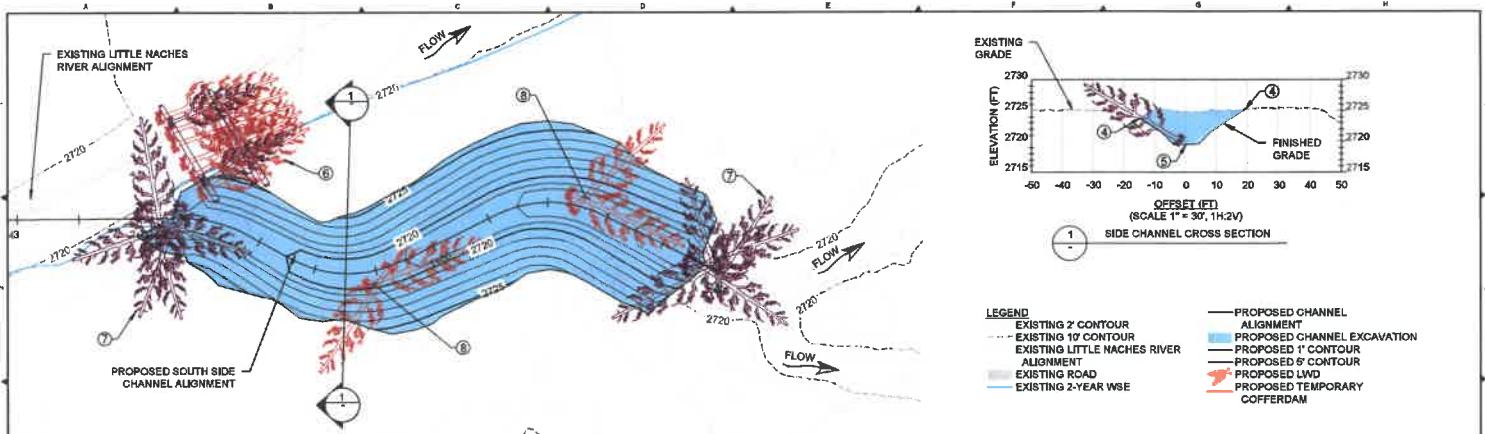 A B C D E F G H
EXISTING LITTLE NACHES
RIVER ALIGNMENT
FLOW
2720
1
-
8
7
2720
6
2725
43
2720
2720
2720
2720
FLOW
2725
2720
2720
7
8
FLOW
PROPOSED SOUTH SIDE
CHANNEL ALIGNMENT
1
-
EXISTING
GRADE
ELEVATION (FT)
2730 2730
2725 2725
2720 2720
2715 2715
4
4
5
FINISHED
GRADE
-50 -40 -30 -20 -10 0 10 20 30 40 50
OFFSET (FT)
(SCALE 1" = 30', 1H:2V)
1
-
SIDE CHANNEL CROSS SECTION
LEGEND
EXISTING 2' CONTOUR
EXISTING 10' CONTOUR
EXISTING LITTLE NACHES RIVER
ALIGNMENT
EXISTING ROAD
EXISTING 2-YEAR WSE
PROPOSED CHANNEL
ALIGNMENT
PROPOSED CHANNEL EXCAVATION
PROPOSED 1' CONTOUR
PROPOSED 5' CONTOUR
PROPOSED LWD
PROPOSED TEMPORARY
COFFERDAM